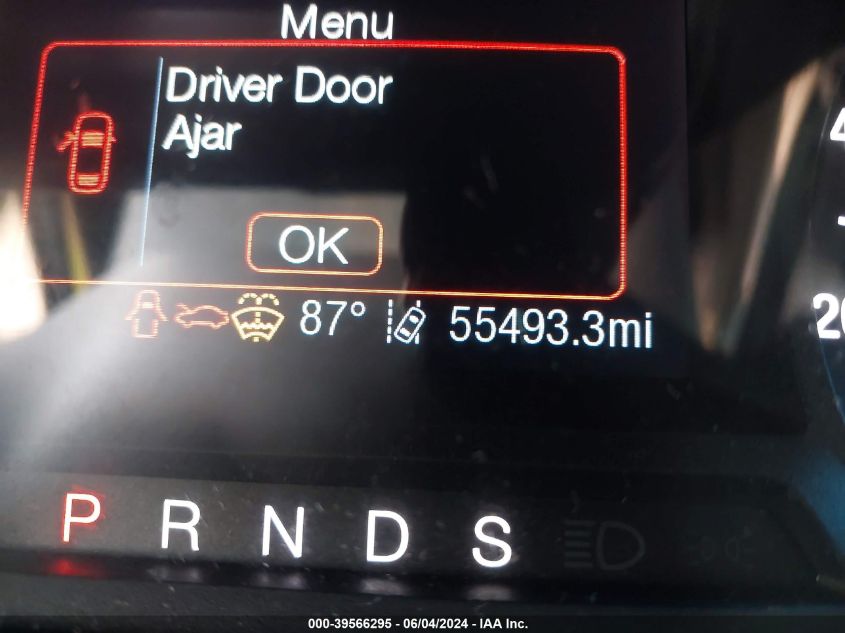 Menu
Driver Door
Ajar
OK
87° 55493.3mi
P R N D S
000-39566295 - 06/04/2024 - IAA Inc.